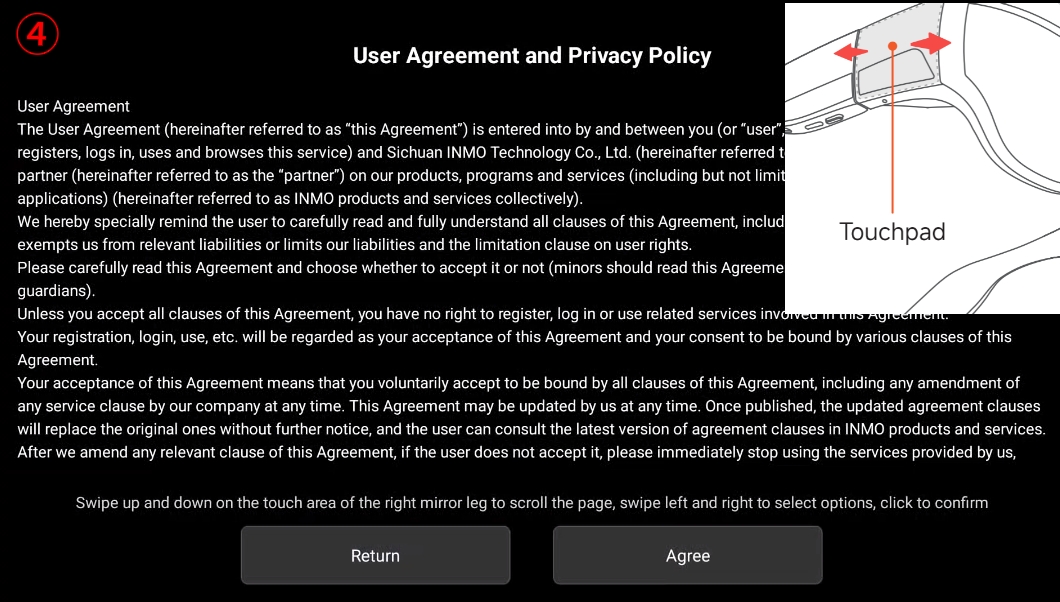 4
User Agreement and Privacy Policy
User Agreement
The User Agreement (hereinafter referred to as “this Agreement”) is entered into by and between you (or “user”,
registers, logs in, uses and browses this service) and Sichuan INMO Technology Co., Ltd. (hereinafter referred
partner (hereinafter referred to as the “partner”) on our products, programs and services (including but not limit
applications) (hereinafter referred to as INMO products and services collectively).
We hereby specially remind the user to carefully read and fully understand all clauses of this Agreement, includ
exempts us from relevant liabilities or limits our liabilities and the limitation clause on user rights.
Please carefully read this Agreement and choose whether to accept it or not (minors should read this Agreeme
guardians).
Unless you accept all clauses of this Agreement, you have no right to register, log in or use related services involved in this Agreement.
Your registration, login, use, etc. will be regarded as your acceptance of this Agreement and your consent to be bound by various clauses of this
Agreement.
Your acceptance of this Agreement means that you voluntarily accept to be bound by all clauses of this Agreement, including any amendment of
any service clause by our company at any time. This Agreement may be updated by us at any time. Once published, the updated agreement clauses
will replace the original ones without further notice, and the user can consult the latest version of agreement clauses in INMO products and services.
After we amend any relevant clause of this Agreement, if the user does not accept it, please immediately stop using the services provided by us,
Touchpad
Swipe up and down on the touch area of the right mirror leg to scroll the page, swipe left and right to select options, click to confirm
Return
Agree